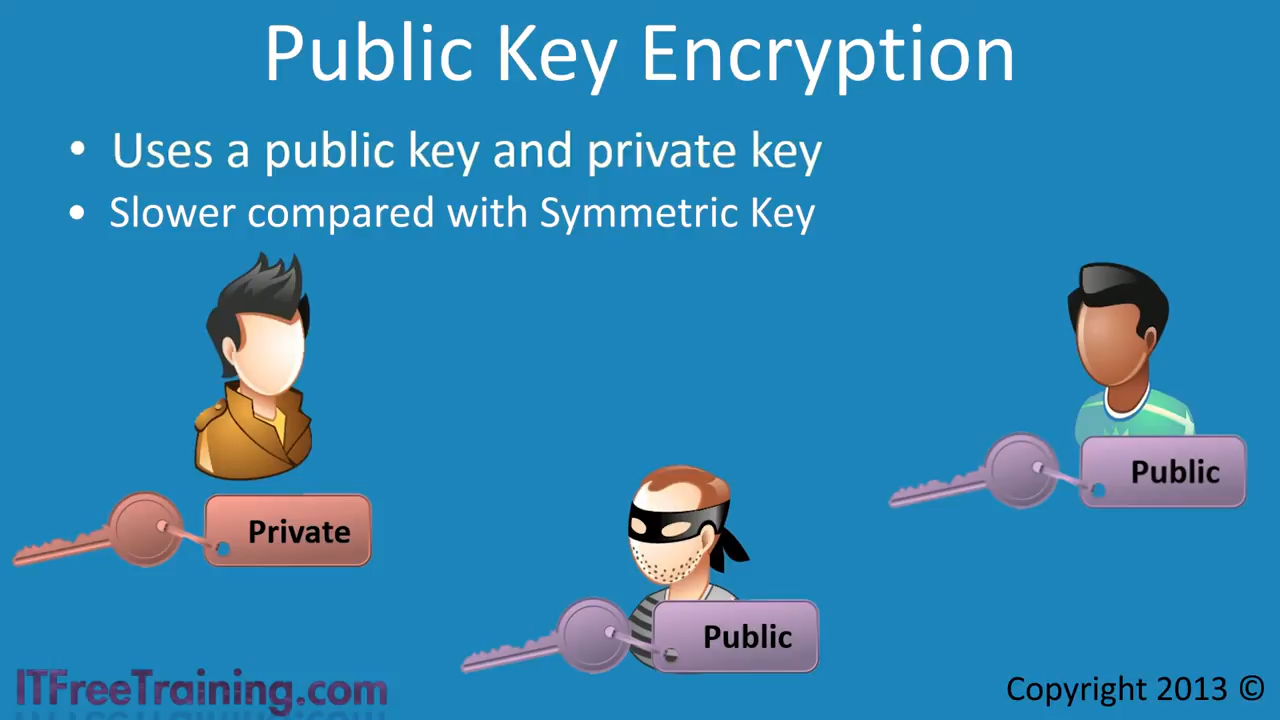 Public Key Encryption
• Uses a public key and private key
• Slower compared with Symmetric Key
Public
Private
Public
ITFreeTraining.com
Copyright 2013 ©